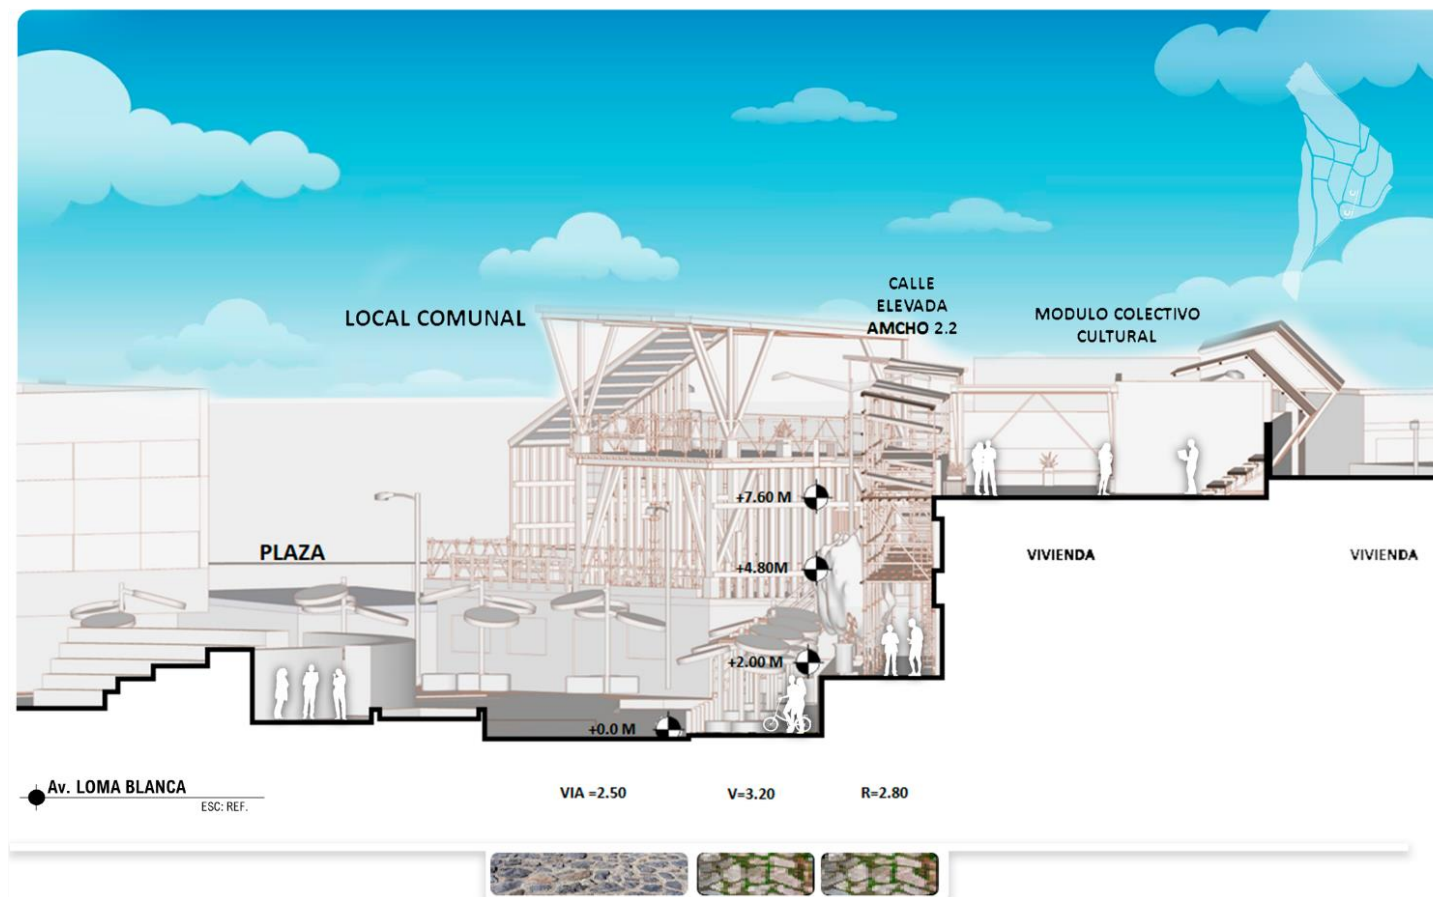 CALLE
ELEVADA
AMCHO 2.2
LOCAL COMUNAL
MODULO COLECTIVO
CULTURAL
+7.60 M
PLAZA
+4.80M
VIVIENDA
VIVIENDA
+2.00 M
+0.0 M
Av. LOMA BLANCA
ESC: REF.
VIA =2.50
V=3.20
R=2.80